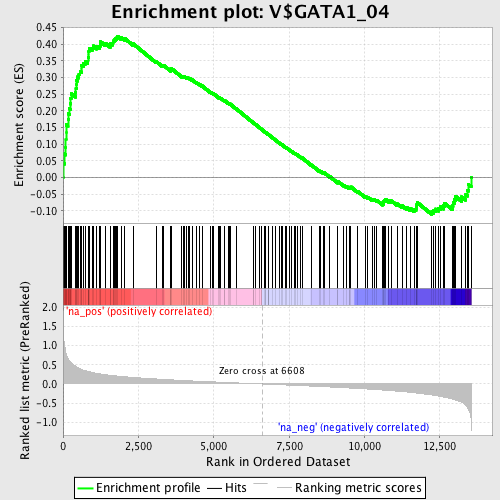 Enrichment plot: V$GATA1_04
Enrichment score (ES)
0.45
0.40
0.35
0.30
0.25
0.20
0.15
0.10
0.05
0.00
-0.05
-0.10
'na_pos' (positively correlated)
Ranked list metric (PreRanked)
2.0
1.5
1.0
0.5
0.0
-0.5
-1.0
Zero cross at 6608
'na_neg' (negatively correlated)
0
2,500
5,000
7,500
10,000
12,500
Rank in Ordered Dataset
Enrichment profile
Hits
Ranking metric scores